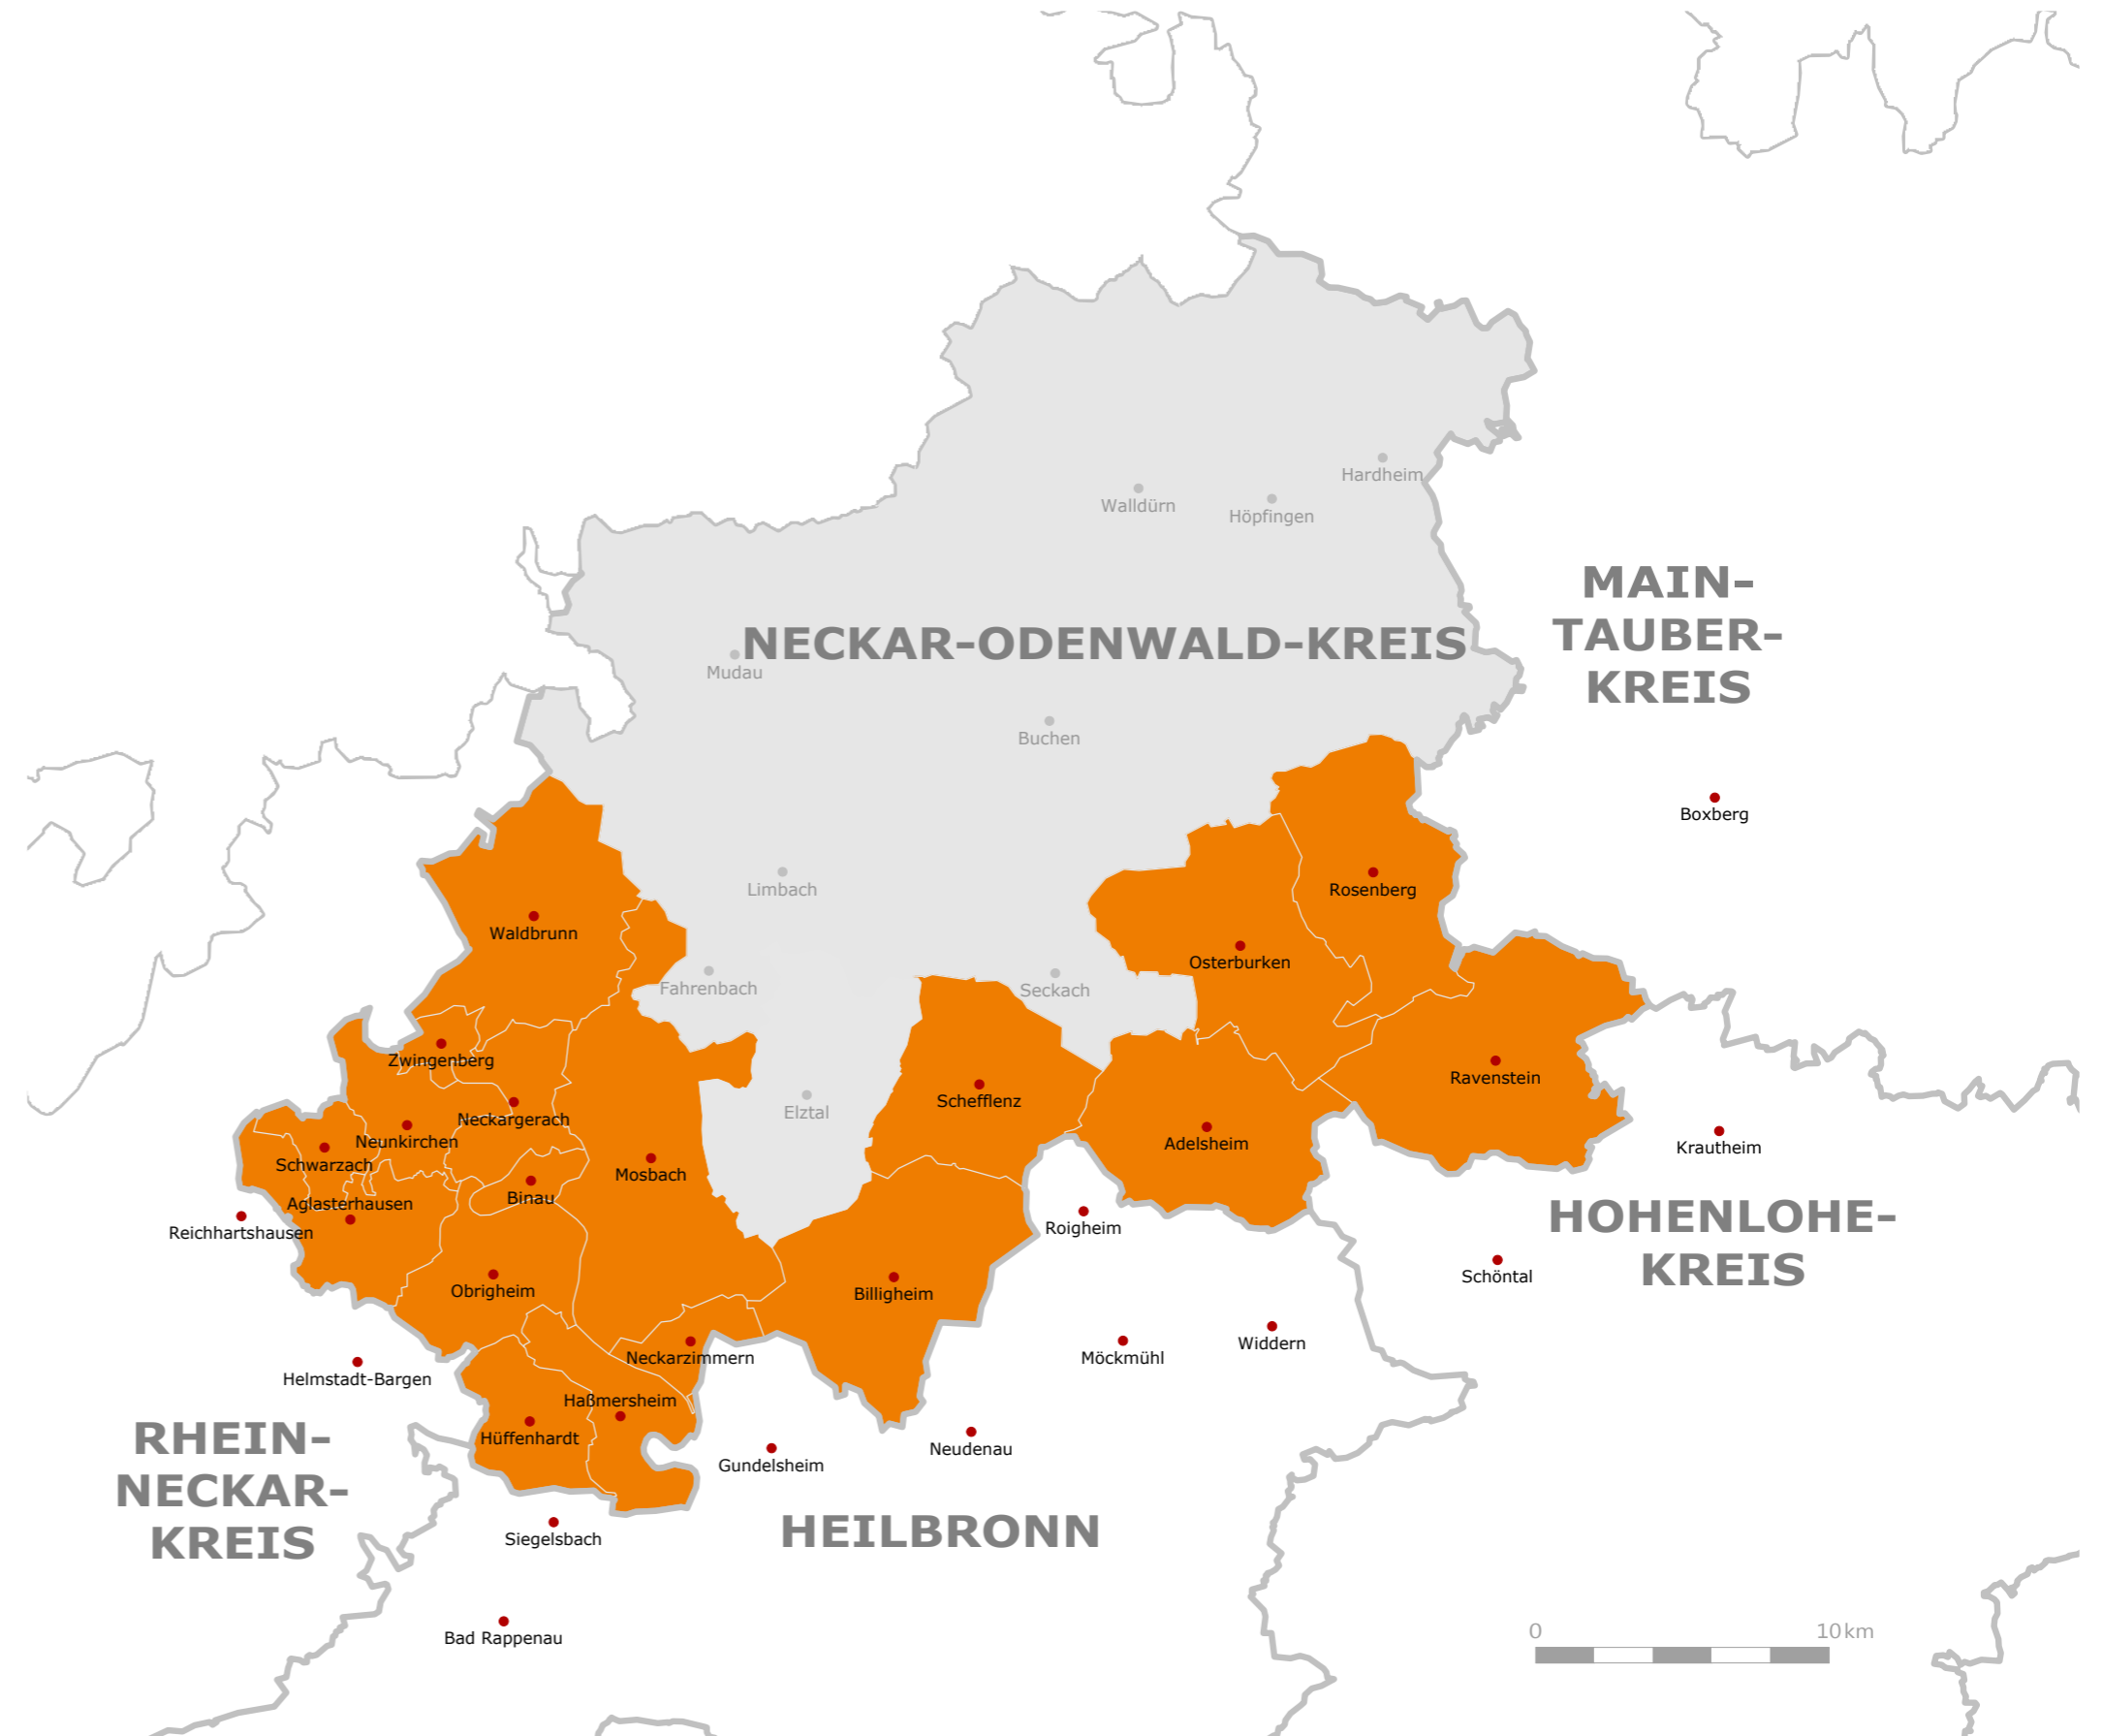 Hardheim
Walldürn
Höpfingen
MAIN-
TAUBER-
KREIS
NECKAR-ODENWALD-KREIS
Mudau
Buchen
Boxberg
Limbach
Rosenberg
Waldbrunn
Osterburken
Fahrenbach
Seckach
Zwingenberg
Ravenstein
Schefflenz
Elztal
Neckargerach
Neunkirchen
Adelsheim
Krautheim
Schwarzach
Mosbach
Binau
Aglasterhausen
Reichhartshausen
Roigheim
HOHENLOHE-
KREIS
Schöntal
Obrigheim
Billigheim
Widdern
Neckarzimmern
Möckmühl
Helmstadt-Bargen
Haßmersheim
RHEIN-
NECKAR-
KREIS
Hüffenhardt
Neudenau
Gundelsheim
HEILBRONN
Siegelsbach
Bad Rappenau
0 10 km